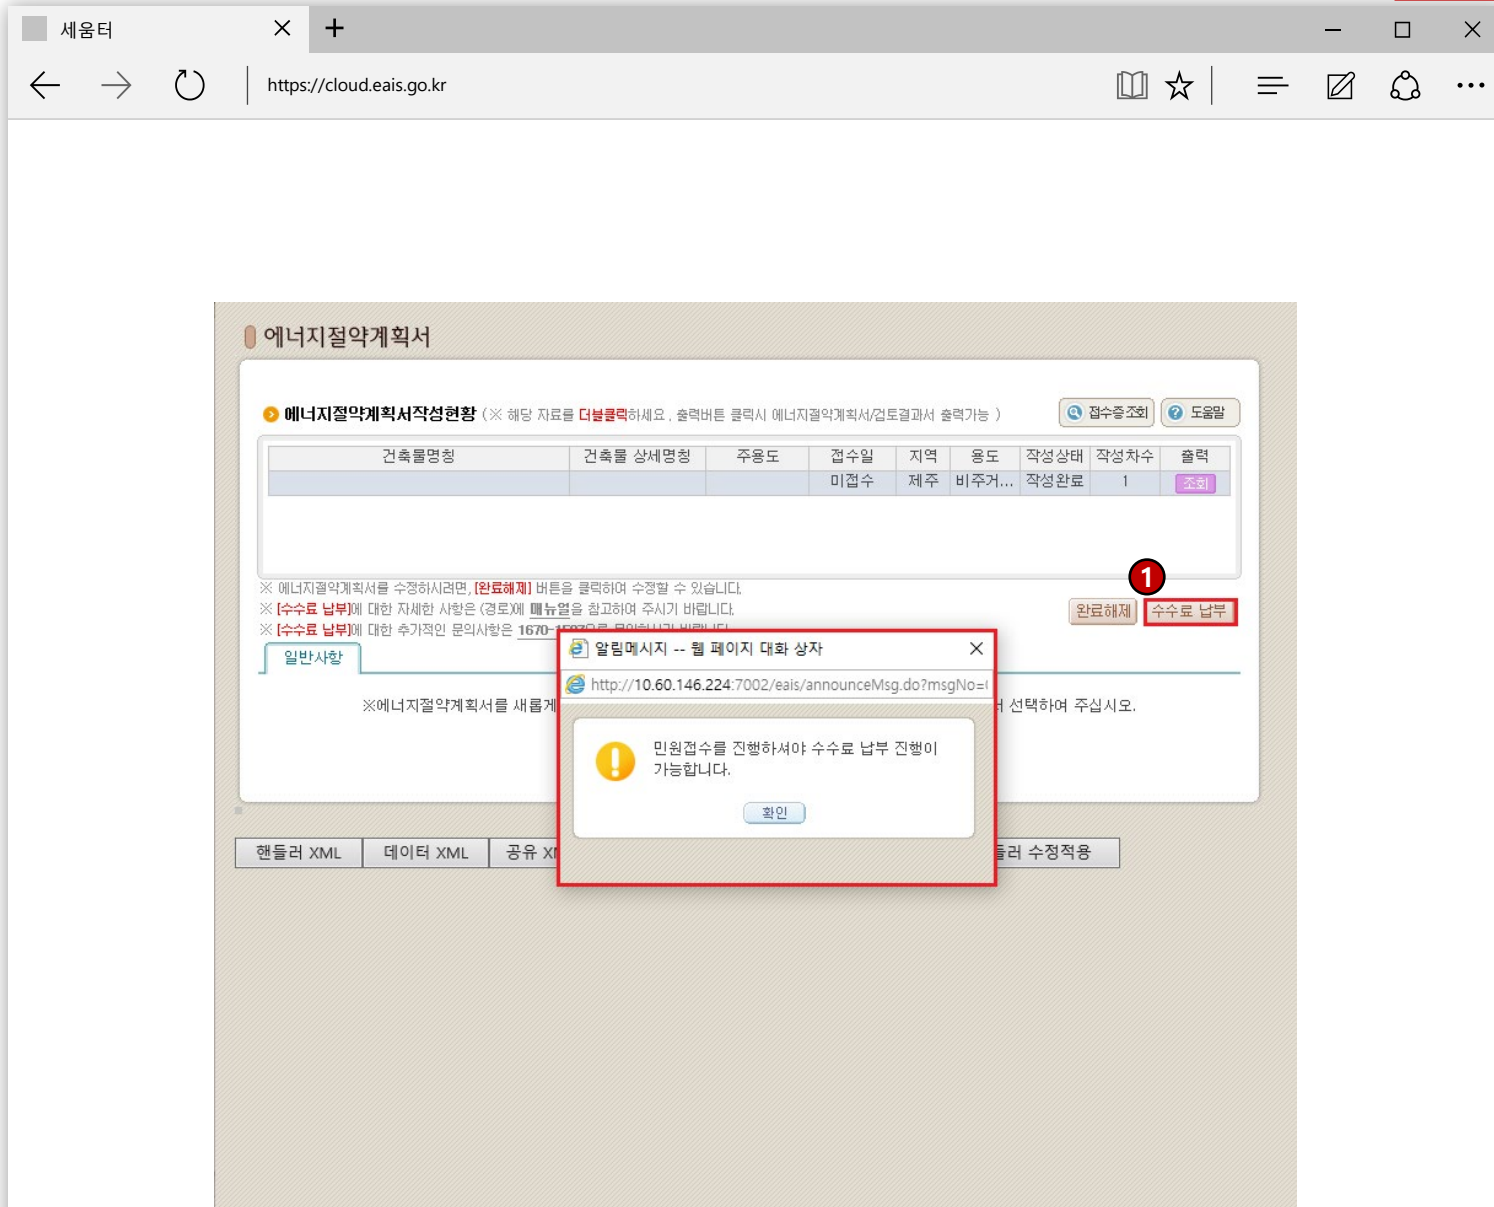 세움터
https://cloud.eais.go.kr
에너지절약계획서
에너지절약계획서작성현황 (※ 해당 자료를 더블클릭하세요 , 출력버튼 클릭시 에너지절약계획서/검토결과서 출력가능 )
접수증조회
도움말
건축물명칭 건축물 상세명칭 주용도 접수일 지역 용도 작성상태 작성차수 출력
미접수 제주 비주거... 작성완료 1 조회
※ 에너지절약계획서를 수정하시려면, [완료해제] 버튼을 클릭하여 수정할 수 있습니다.
※ [수수료 납부]에 대한 자세한 사항은 (경로)에 매뉴얼을 참고하여 주시기 바랍니다.
※ [수수료 납부]에 대한 추가적인 문의사항은 1670-
1
완료해제
수수료 납부
일반사항
알림메시지 -- 웹 페이지 대화 상자
http://10.60.146.224:7002/eais/announceMsg.do?msgNo=
※에너지절약계획서를 새롭게
선택하여 주십시오.
민원접수를 진행하셔야 수수료 납부 진행이
가능합니다.
확인
핸들러 XML
데이터 XML
공유
수정적용